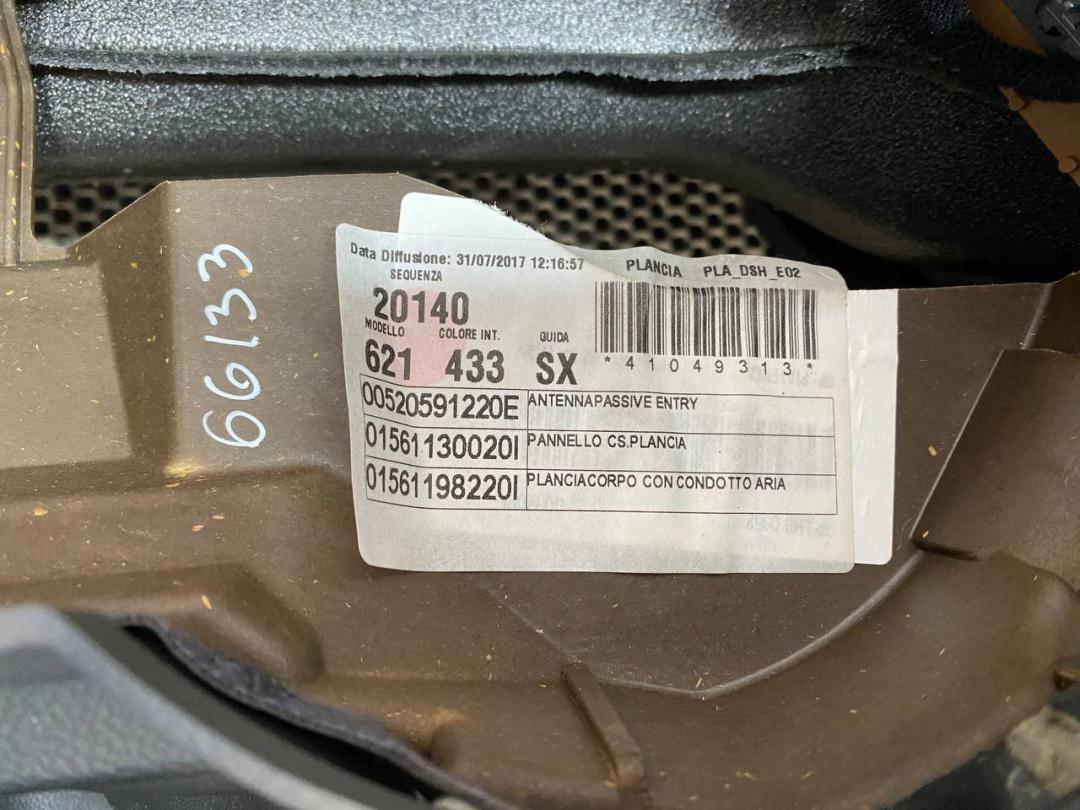 66133
Data Diffusione: 31/07/2017 12:16:57 PLANCIA PLA_DSH_E02
SEQUENZA
20140
MODELLO COLORE INT. GUIDA
621 433 SX *41049313*
00520591220E ANTENNAPASSIVE ENTRY
01561130020I PANNELLO CS.PLANCIA
01561198220I PLANCIACORPO CON CONDOTTO ARIA